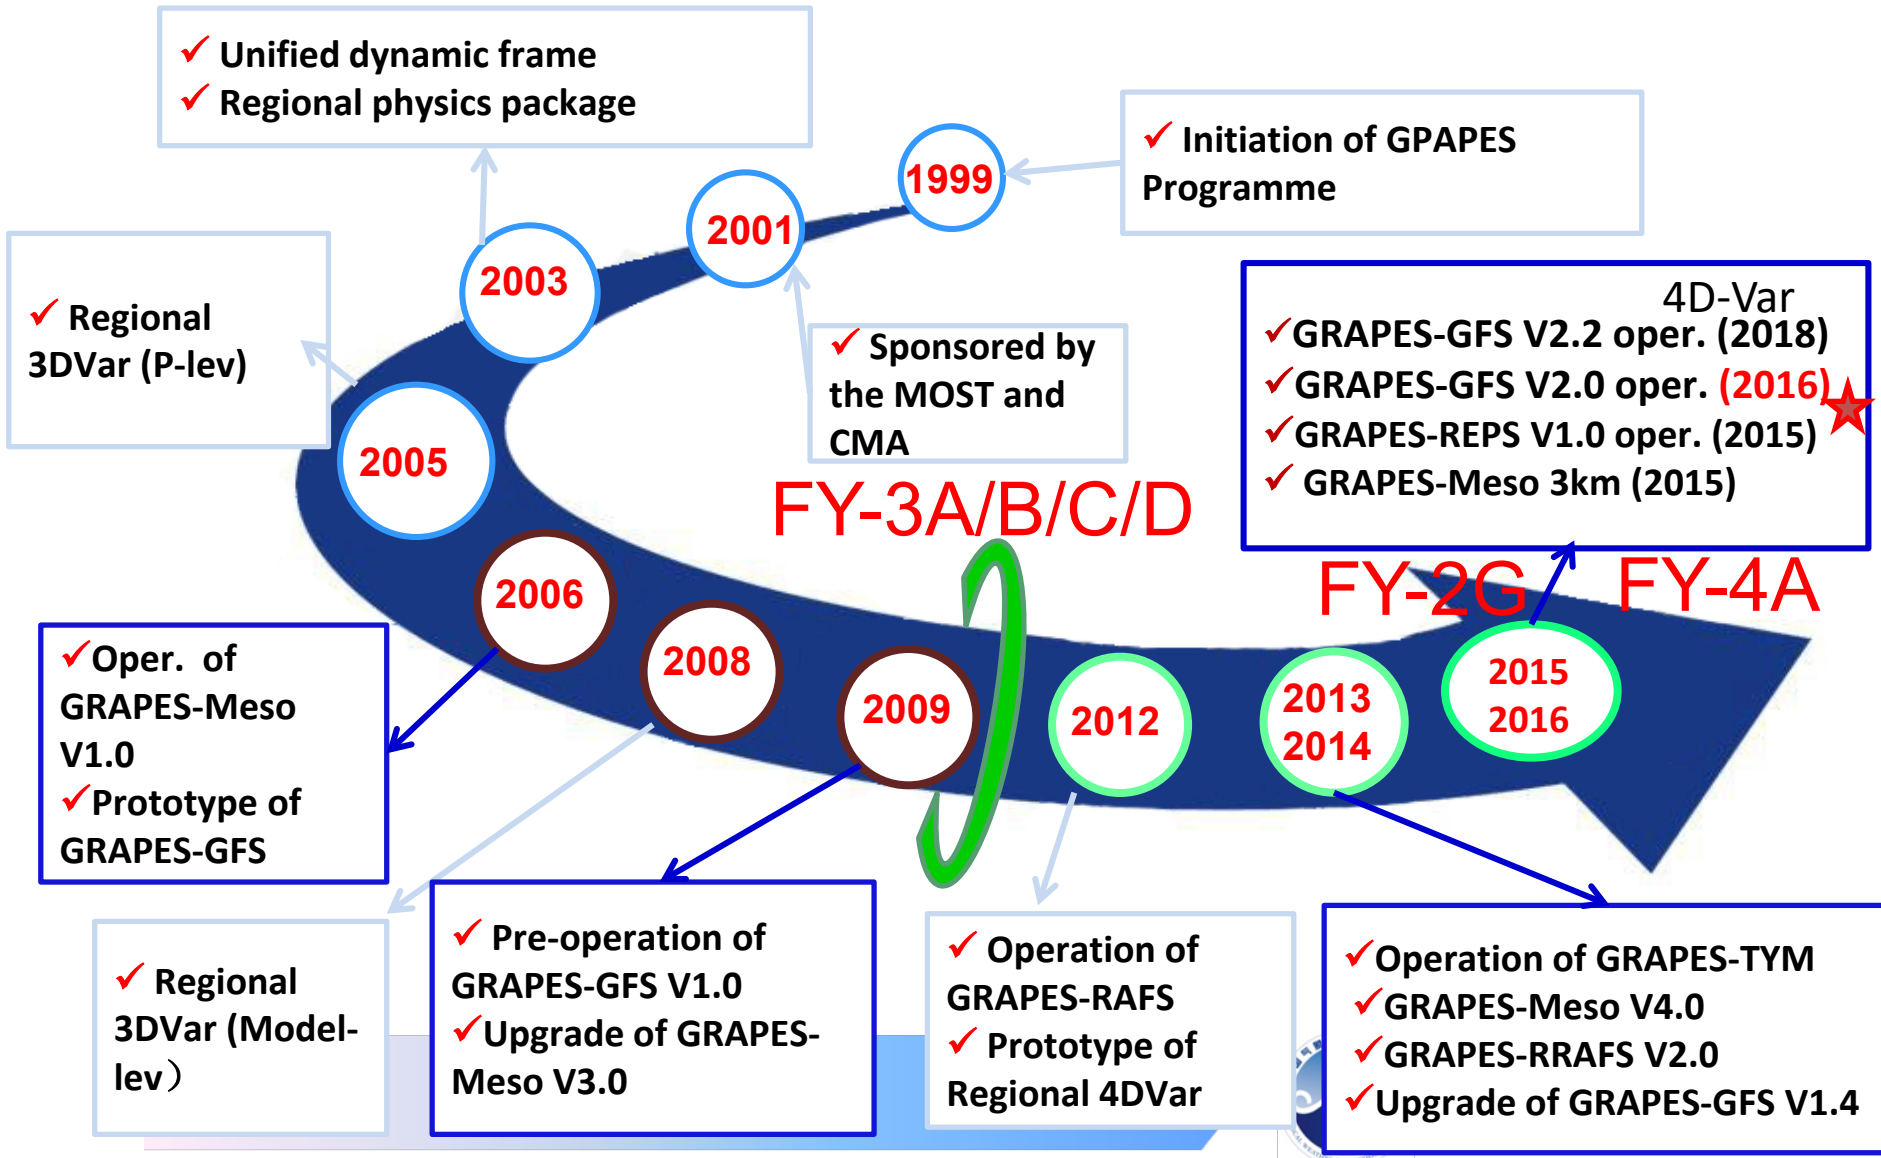 ✓ Unified dynamic frame
✓ Regional physics package
✓ Initiation of GPAPES
Programme
1999
2001
2003
✓ Regional
3DVar (P-lev)
2005
✓ Sponsored by
the MOST and
CMA
4D-Var
✓GRAPES-GFS V2.2 oper. (2018)
✓GRAPES-GFS V2.0 oper. (2016)
✓GRAPES-REPS V1.0 oper. (2015)
✓ GRAPES-Meso 3km (2015)
FY-3A/B/C/D
FY-2G
FY-4A
2006
2008
2009
2012
2013
2014
2015
2016
✓Oper. of
GRAPES-Meso
V1.0
✓Prototype of
GRAPES-GFS
✓ Regional
3DVar (Model-
lev）
✓ Pre-operation of
GRAPES-GFS V1.0
✓Upgrade of GRAPES-
Meso V3.0
✓ Operation of
GRAPES-RAFS
✓ Prototype of
Regional 4DVar
✓Operation of GRAPES-TYM
✓GRAPES-Meso V4.0
✓GRAPES-RRAFS V2.0
✓Upgrade of GRAPES-GFS V1.4